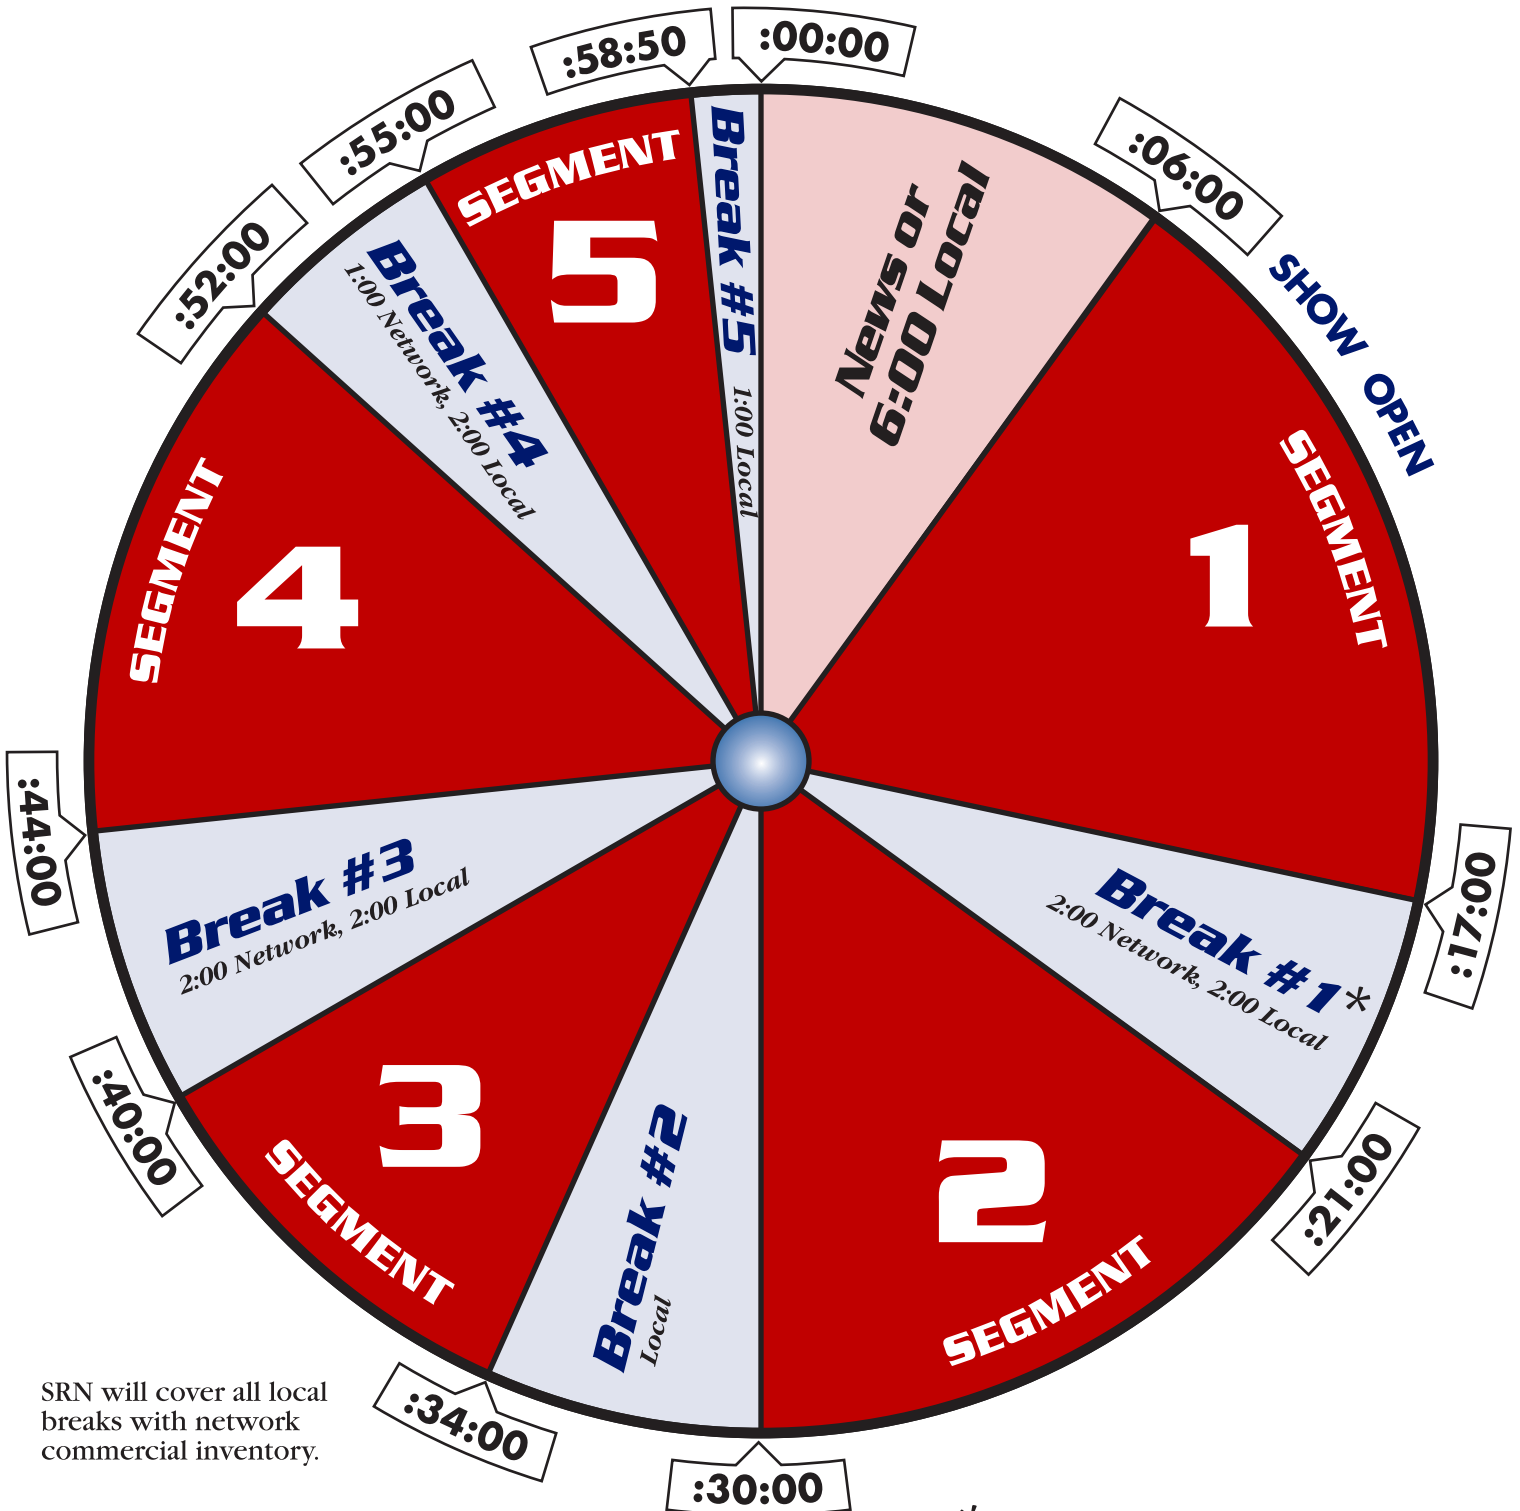 :00:00
News or
6:00 Local
:06:00
SHOW OPEN
SEGMENT
1
:17:00
Break #1*
2:00 Network, 2:00 Local
:21:00
2
SEGMENT
:30:00
Break #2
Local
:34:00
3
SEGMENT
:40:00
Break #3
2:00 Network, 2:00 Local
:44:00
SEGMENT
4
:52:00
Break #4
1:00 Network, 2:00 Local
:55:00
SEGMENT
5
:58:50
Break #5
1:00 Local
SRN will cover all local
breaks with network
commercial inventory.